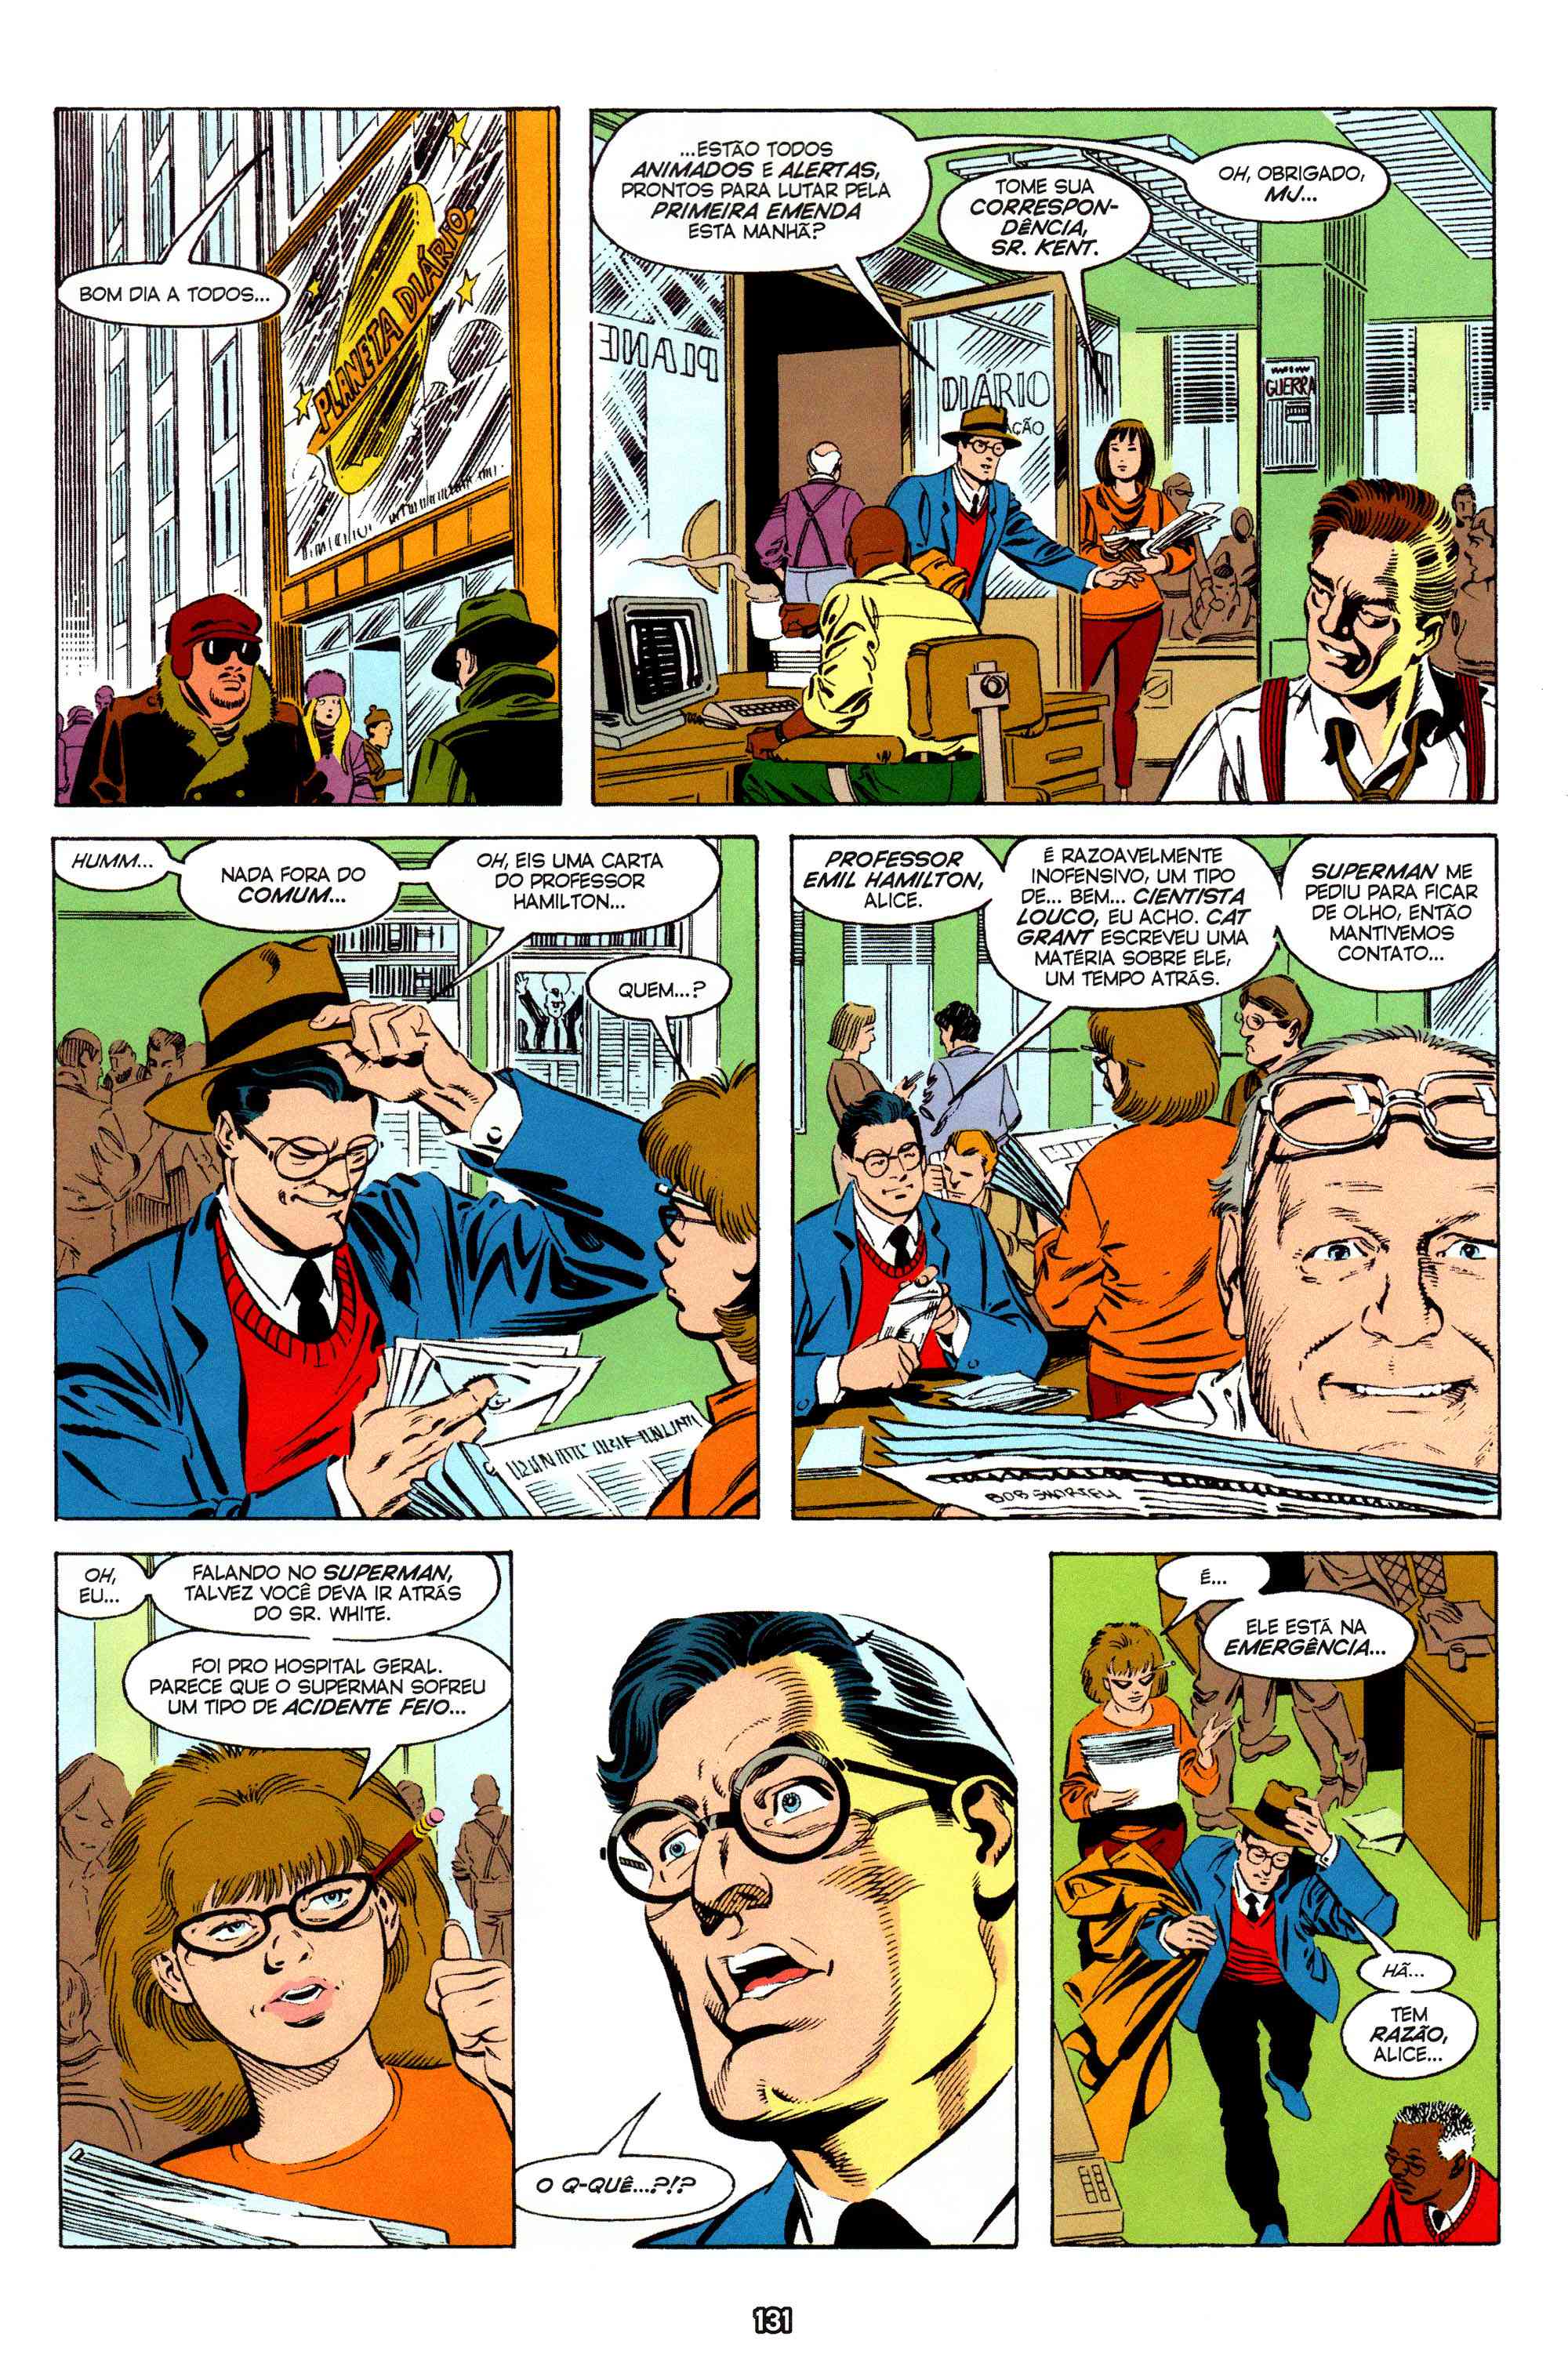 BOM DIA A TODOS...
PLANETA DIÁRIO
...ESTÃO TODOS
ANIMADOS E ALERTAS,
PRONTOS PARA LUTAR PELA
PRIMEIRA EMENDA
ESTA MANHÃ?
TOME SUA
CORRESPON-
DÊNCIA,
SR. KENT.
OH, OBRIGADO,
MJ...
PLANE
DIÁRIO
AÇÃO
GUERRA
HUMM...
NADA FORA DO
COMUM...
OH, EIS UMA CARTA
DO PROFESSOR
HAMILTON...
QUEM...?
PROFESSOR
EMIL HAMILTON,
ALICE.
É RAZOAVELMENTE
INOFENSIVO, UM TIPO
DE... BEM... CIENTISTA
LOUCO, EU ACHO. CAT
GRANT ESCREVEU UMA
MATÉRIA SOBRE ELE,
UM TEMPO ATRÁS.
SUPERMAN ME
PEDIU PARA FICAR
DE OLHO, ENTÃO
MANTIVEMOS
CONTATO...
BOB
OH,
EU...
FALANDO NO SUPERMAN,
TALVEZ VOCÊ DEVA IR ATRÁS
DO SR. WHITE.
FOI PRO HOSPITAL GERAL.
PARECE QUE O SUPERMAN SOFREU
UM TIPO DE ACIDENTE FEIO...
O Q-QUÊ...?!?
É...
ELE ESTÁ NA
EMERGÊNCIA...
HÃ...
TEM
RAZÃO,
ALICE...
131